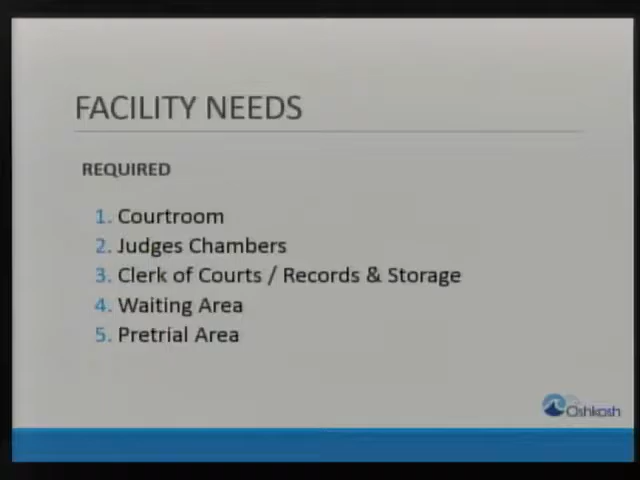 FACILITY NEEDS
REQUIRED
1. Courtroom
2. Judges Chambers
3. Clerk of Courts / Records & Storage
4. Waiting Area
5. Pretrial Area
Oshkosh